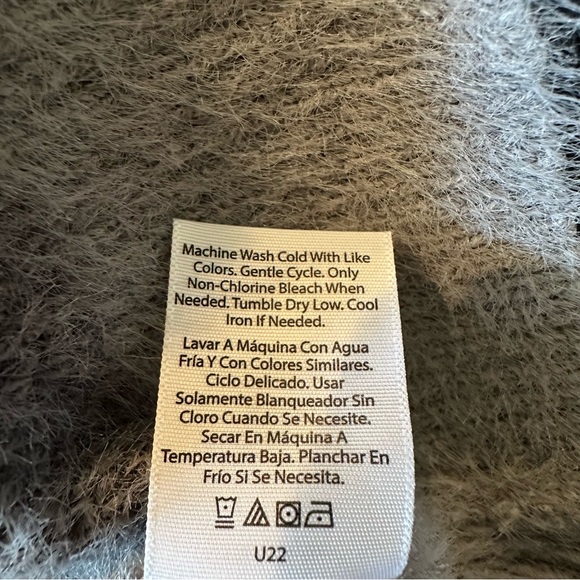 Machine Wash Cold With Like
Colors. Gentle Cycle. Only
Non-Chlorine Bleach When
Needed. Tumble Dry Low. Cool
Iron If Needed.
Lavar A Máquina Con Agua
Fría Y Con Colores Similares.
Ciclo Delicado. Usar
Solamente Blanqueador Sin
Cloro Cuando Se Necesite.
Secar En Máquina A
Temperatura Baja. Planchar En
Frío Si Se Necesita.
U22